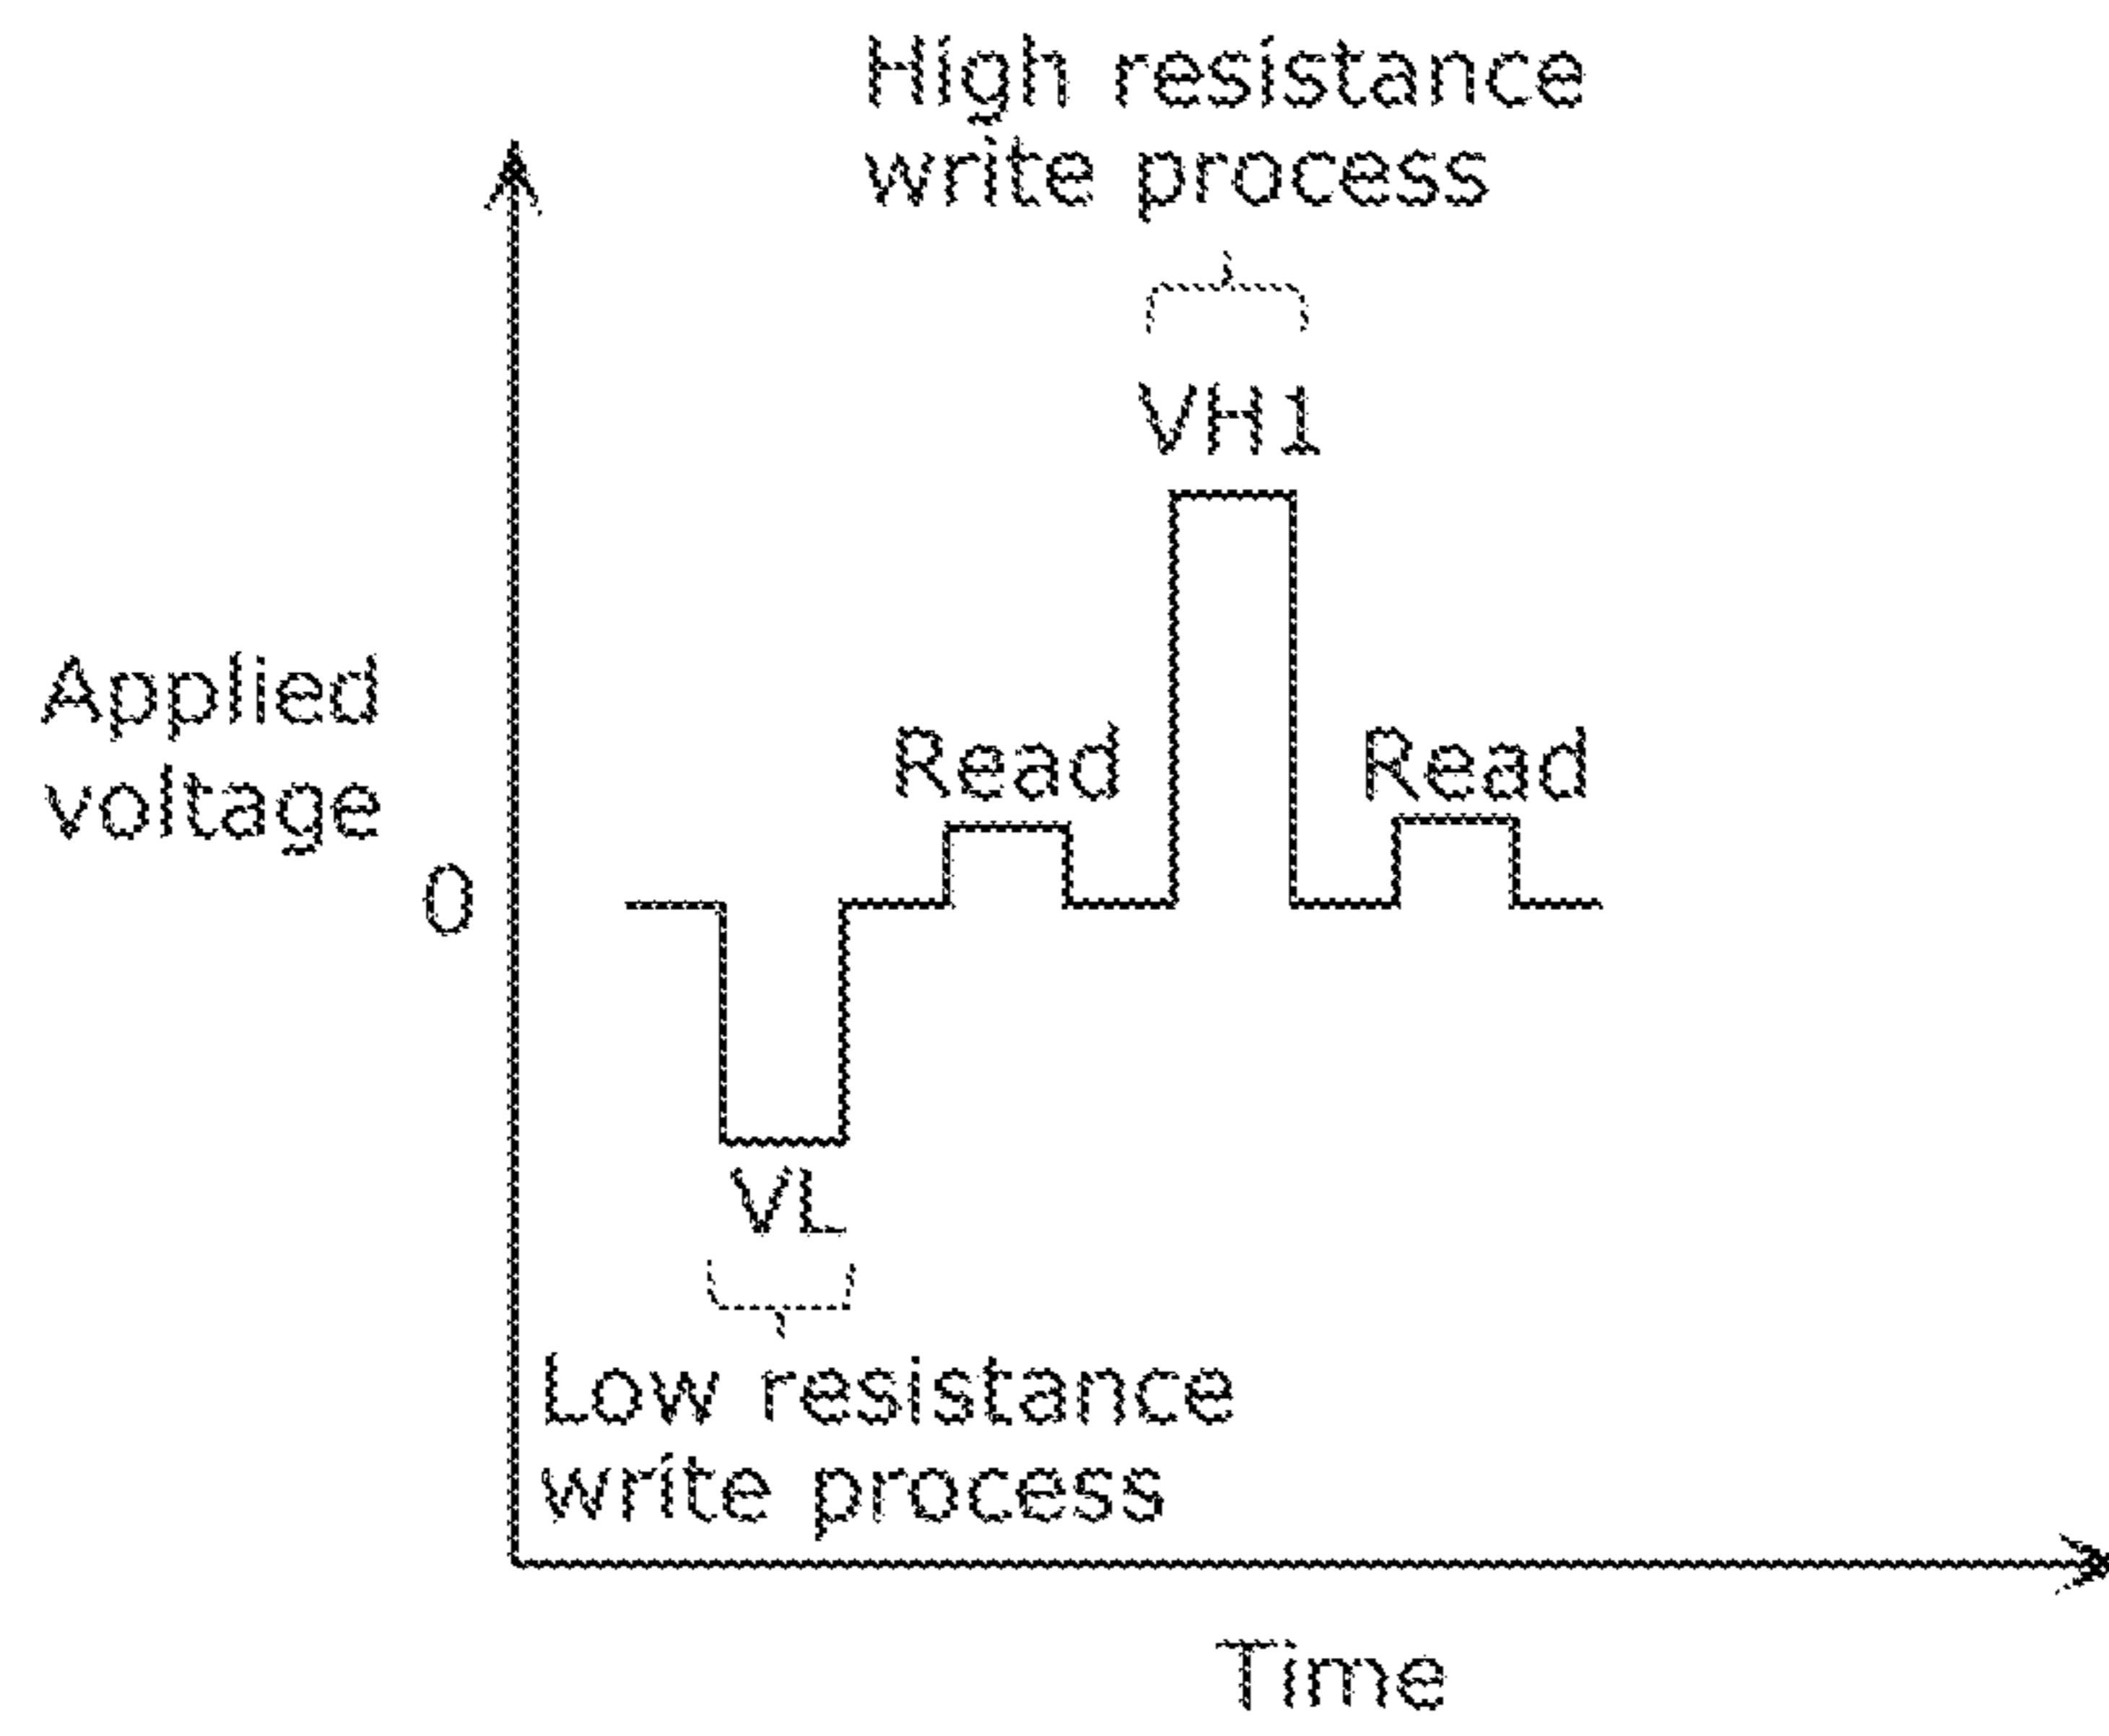 High resistance
write process
VH1
Applied
voltage
Read
Read
0
VL
Low resistance
write process
Time